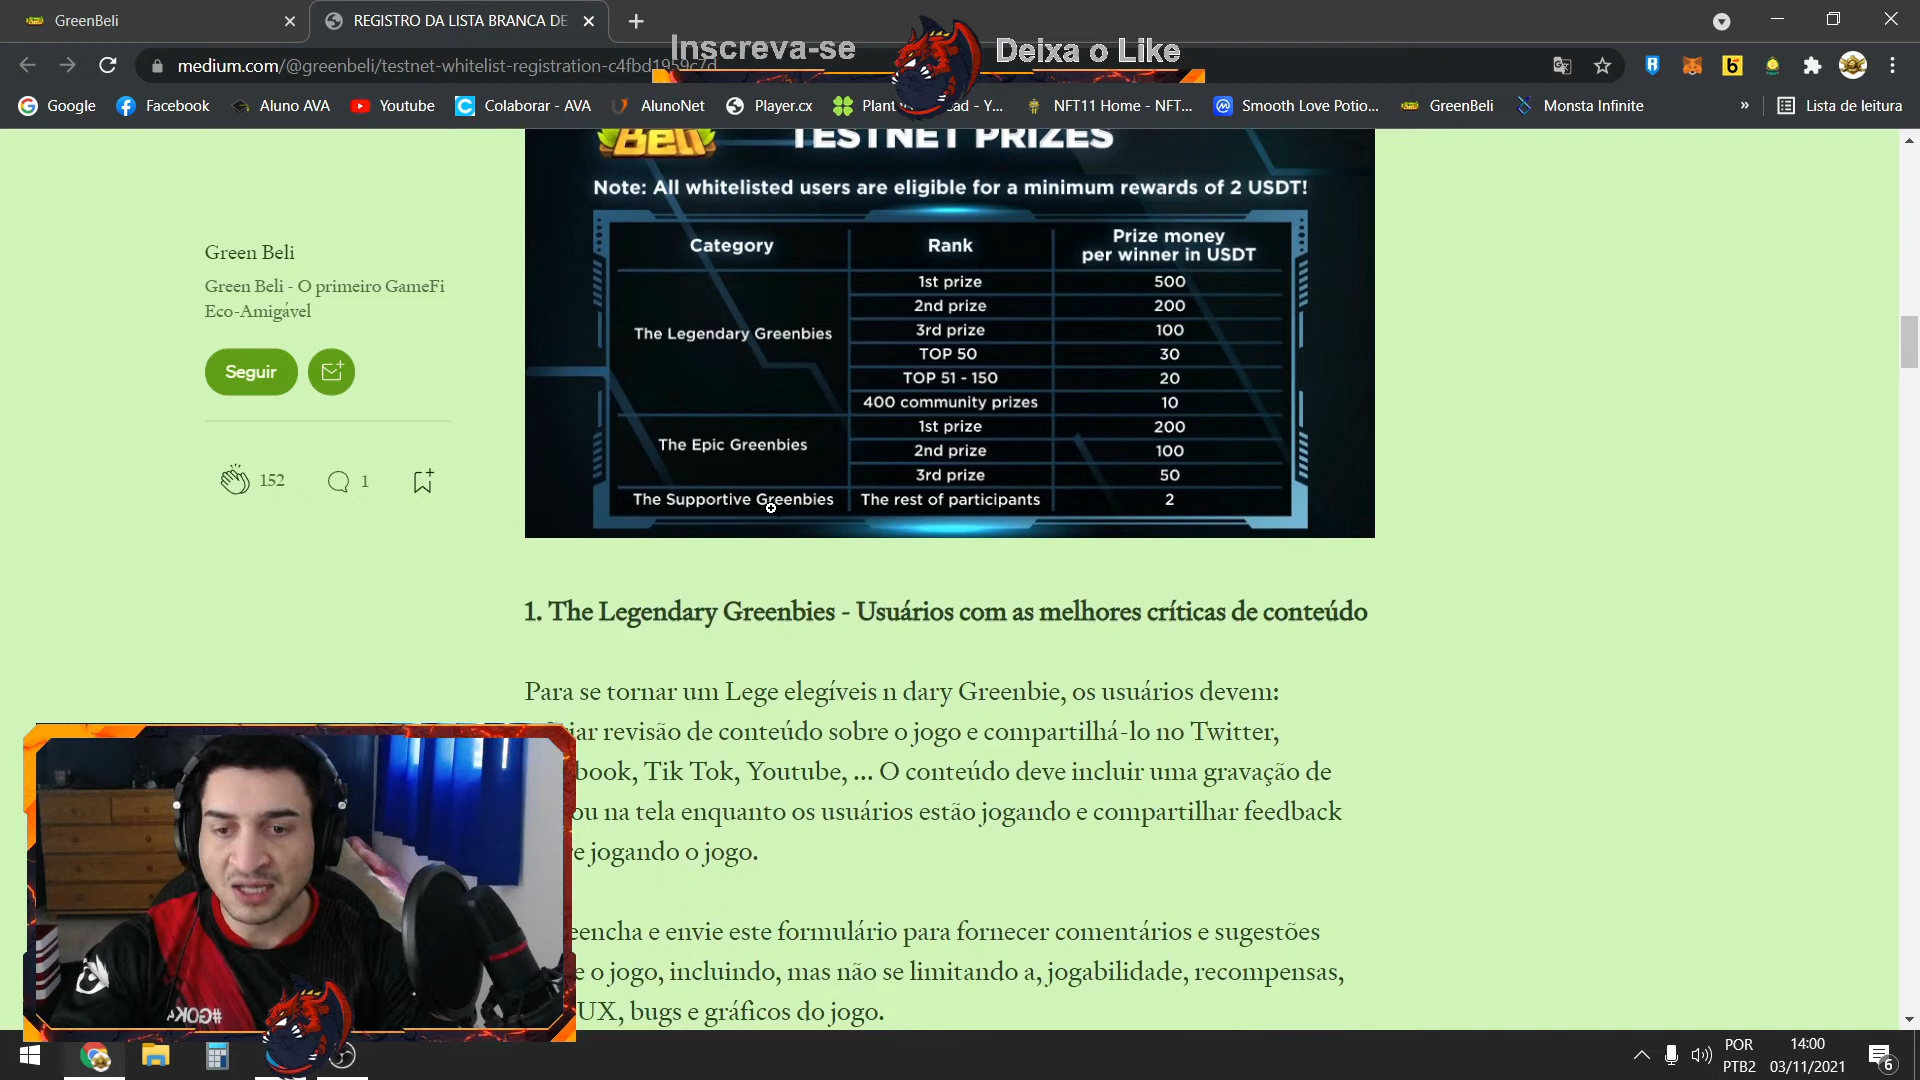 GreenBeli
REGISTRO DA LISTA BRANCA DE
Inscreva-se
Deixa o Like
medium.com/@greenbeli/testnet-whitelist-registration-c4fbd1959c7d
Google
Facebook
Aluno AVA
Youtube
Colaborar - AVA
AlunoNet
Player.cx
Plant
ad - Y...
NFT11 Home - NFT...
Smooth Love Potio...
GreenBeli
Monsta Infinite
»
Lista de leitura
Beli
TESTNET PRIZES
Note: All whitelisted users are eligible for a minimum rewards of 2 USDT!
Category Rank Prize money per winner in USDT
The Legendary Greenbies
1st prize 500
2nd prize 200
3rd prize 100
TOP 50 30
TOP 51 - 150 20
400 community prizes 10
The Epic Greenbies
1st prize 200
2nd prize 100
3rd prize 50
The Supportive Greenbies The rest of participants 2
Green Beli
Green Beli - O primeiro GameFi
Eco-Amigável
Seguir
152
1
1. The Legendary Greenbies - Usuários com as melhores críticas de conteúdo
Para se tornar um Lege elegíveis n dary Greenbie, os usuários devem:
iar revisão de conteúdo sobre o jogo e compartilhá-lo no Twitter,
book, Tik Tok, Youtube, ... O conteúdo deve incluir uma gravação de
ou na tela enquanto os usuários estão jogando e compartilhar feedback
e jogando o jogo.
eencha e envie este formulário para fornecer comentários e sugestões
e o jogo, incluindo, mas não se limitando a, jogabilidade, recompensas,
UX, bugs e gráficos do jogo.
#GOKA
POR
PTB2
14:00
03/11/2021
6